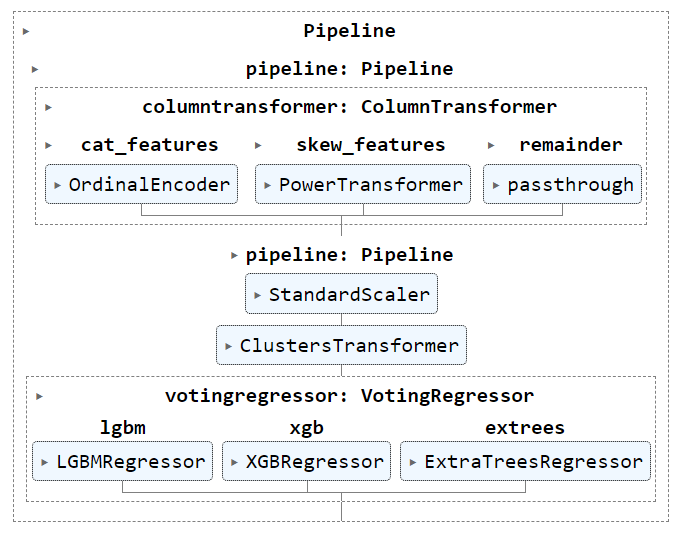 Pipeline
pipeline: Pipeline
columntransformer: ColumnTransformer
cat_features skew_features remainder
OrdinalEncoder PowerTransformer passthrough
pipeline: Pipeline
StandardScaler
ClustersTransformer
votingregressor: VotingRegressor
lgbm xgb extrees
LGBMRegressor XGBRegressor ExtraTreesRegressor